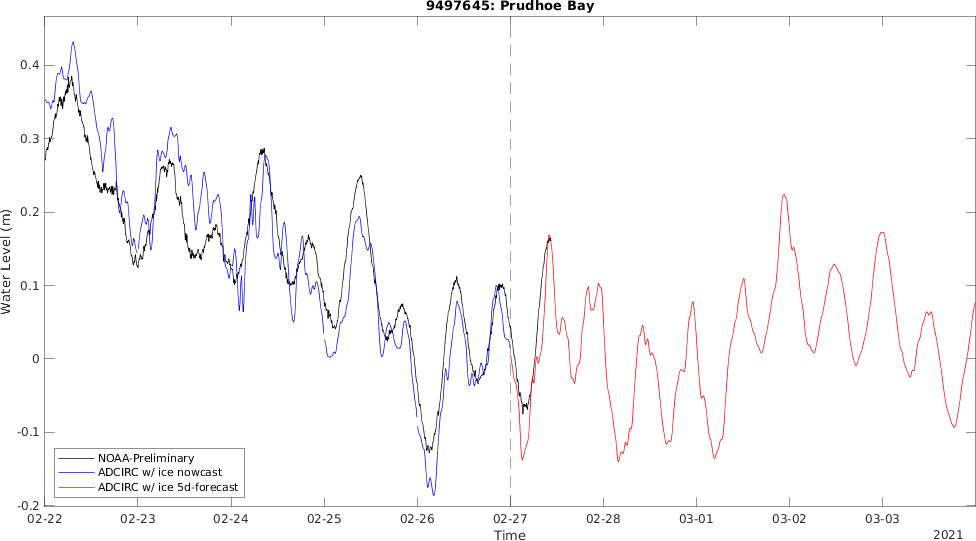 9497645: Prudhoe Bay
Water Level (m)
0.4
0.3
0.2
0.1
0
-0.1
-0.2
NOAA-Preliminary
ADCIRC w/ ice nowcast
ADCIRC w/ ice 5d-forecast
02-22 02-23 02-24 02-25 02-26 02-27 02-28 03-01 03-02 03-03
Time
2021